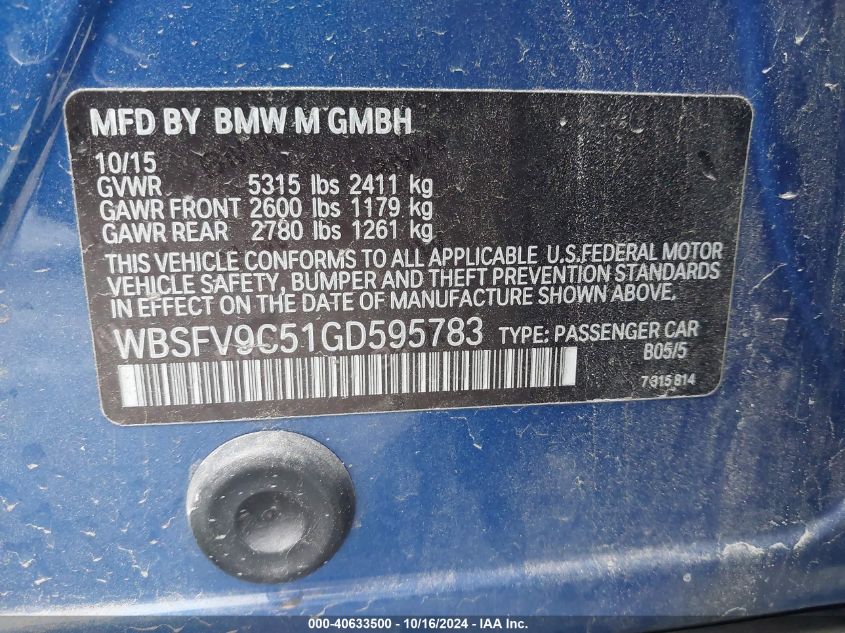 MFD BY BMW M GMBH
10/15
GVWR 5315 lbs 2411 kg
GAWR FRONT 2600 lbs 1179 kg
GAWR REAR 2780 lbs 1261 kg
THIS VEHICLE CONFORMS TO ALL APPLICABLE U.S.FEDERAL MOTOR
VEHICLE SAFETY, BUMPER AND THEFT PREVENTION STANDARDS
IN EFFECT ON THE DATE OF MANUFACTURE SHOWN ABOVE.
WBSFV9C51GD595783 TYPE: PASSENGER CAR
B05/5
7315814
000-40633500 - 10/16/2024 - IAA Inc.